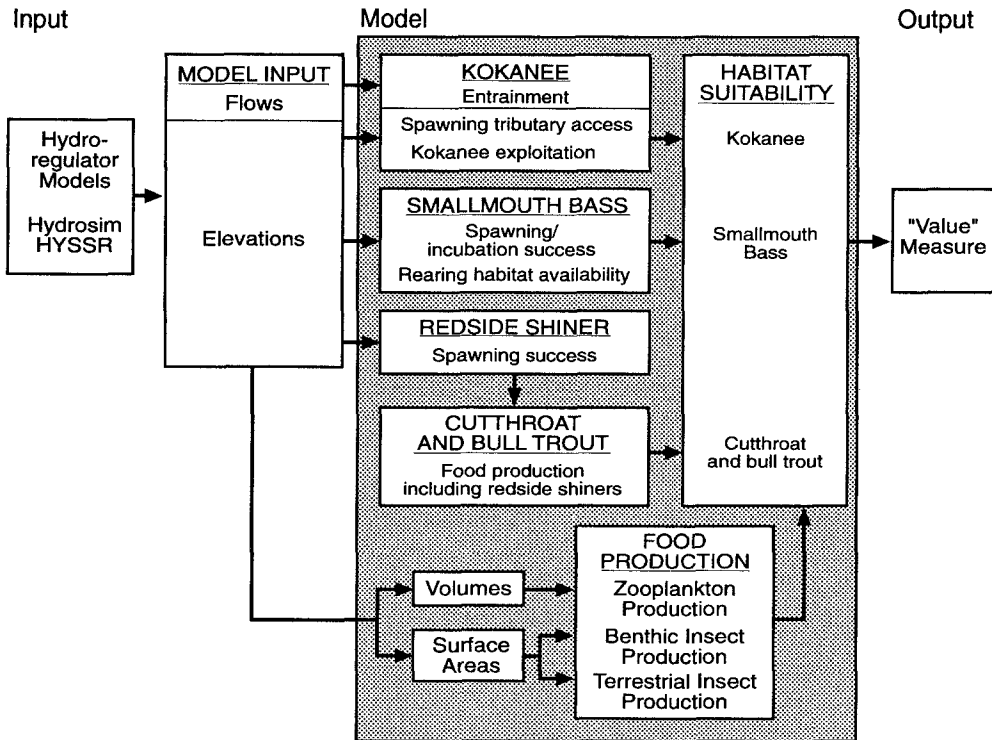 Input
Model
Output
MODEL INPUT
Flows
Elevations
Hydro-
regulator
Models
Hydrosim
HYSSR
KOKANEE
Entrainment
Spawning tributary access
Kokanee exploitation
SMALLMOUTH BASS
Spawning/
incubation success
Rearing habitat availability
REDSIDE SHINER
Spawning success
CUTTHROAT
AND BULL TROUT
Food production
including redside shiners
HABITAT
SUITABILITY
Kokanee
Smallmouth
Bass
Cutthroat
and bull trout
"Value"
Measure
Volumes
Surface
Areas
FOOD
PRODUCTION
Zooplankton
Production
Benthic Insect
Production
Terrestrial Insect
Production